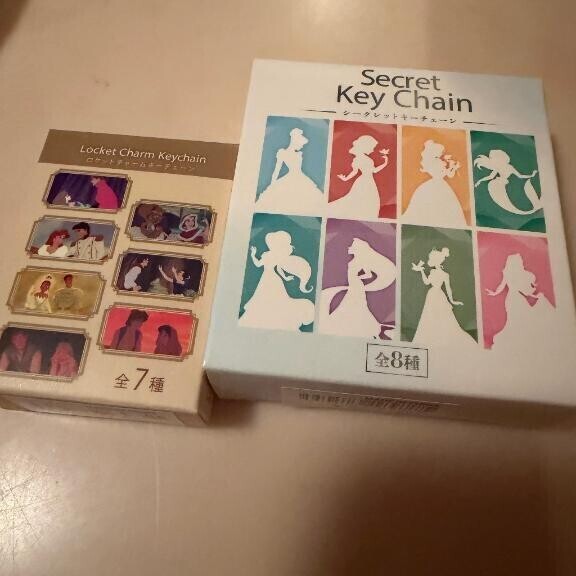 Locket Charm Keychain
ロケットチャームキーチェーン
全7種
Secret
Key Chain
シークレットキーチェーン
全8種